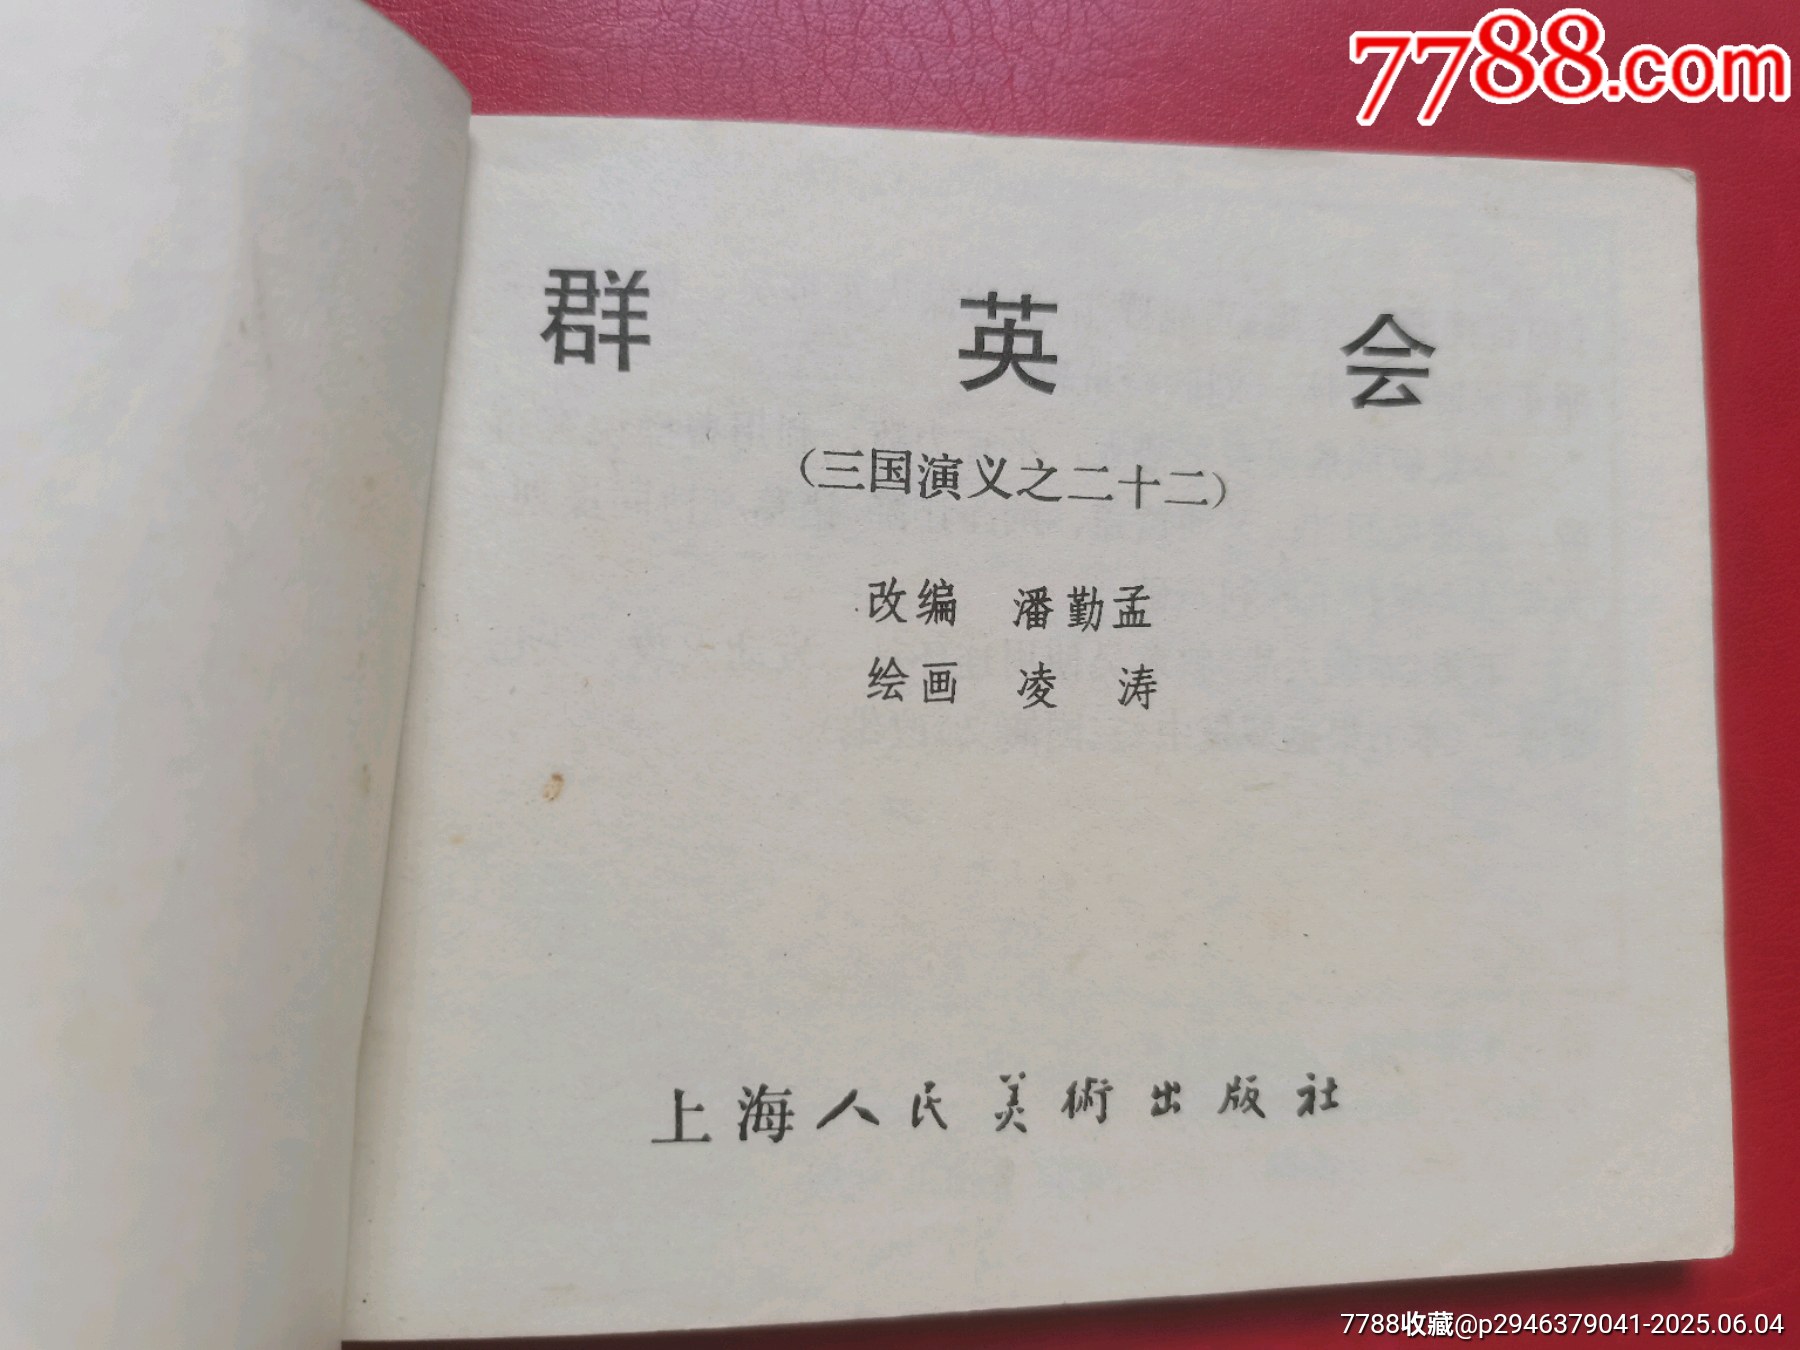 7788.com
群 英 会
（三国演义之二十二）
改编 潘勤孟
绘画 凌 涛
上海人民美術出版社
7788收藏@p2946379041-2025.06.04